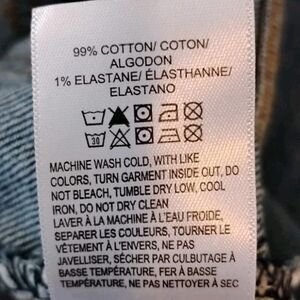 99% COTTON/ COTON/
ALGODON
1% ELASTANE/ ÉLASTHANNE/
ELASTANO
30
MACHINE WASH COLD, WITH LIKE
COLORS, TURN GARMENT INSIDE OUT, DO
NOT BLEACH, TUMBLE DRY LOW, COOL
IRON, DO NOT DRY CLEAN
LAVER À LA MACHINE À L'EAU FROIDE,
SEPARER LES COULEURS, TOURNER LE
VÊTEMENT À L'ENVERS, NE PAS
JAVELLISER, SÉCHER PAR CULBUTAGE À
BASSE TEMPÉRATURE, FER À BASSE
TEMPÉRATURE, NE PAS NETTOYER À SEC